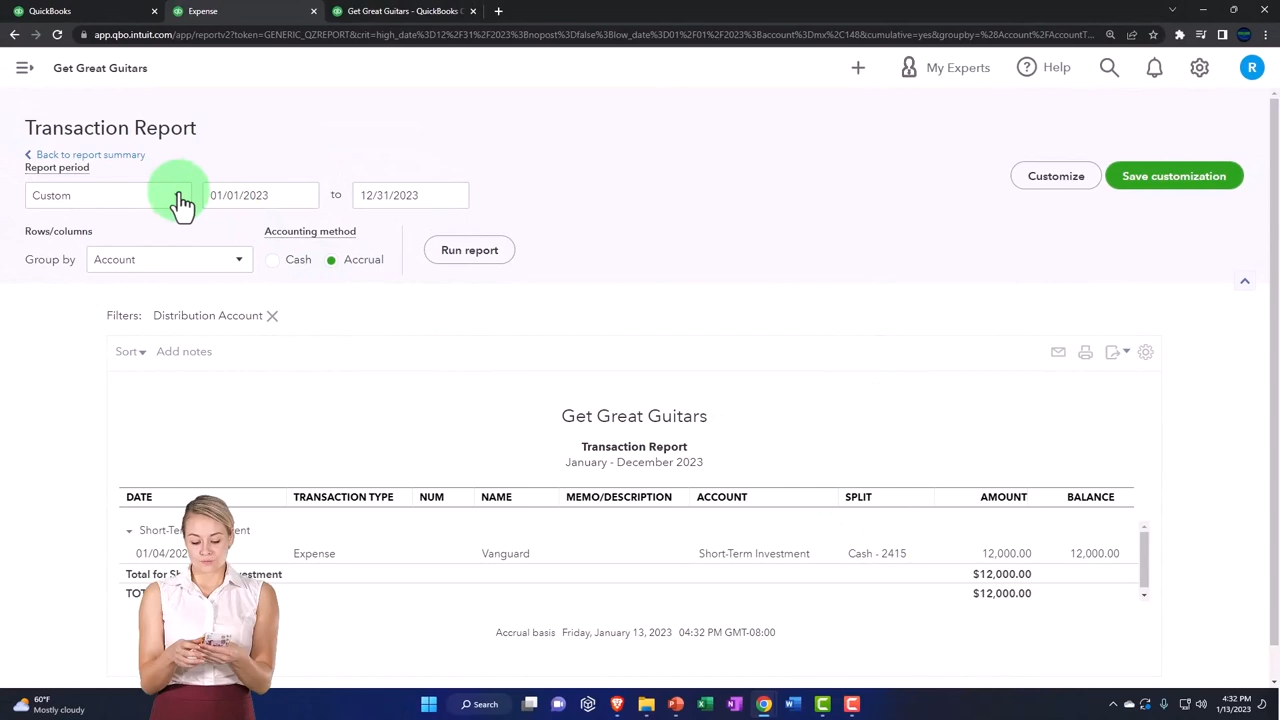 QuickBooks
Expense
Get Great Guitars - QuickBooks C
app.qbo.intuit.com/app/reportv2?token=GENERIC_QZREPORT&crit=high_date%3D12%2F31%2F2023%3Bnopost%3Dfalse%3Blow_date%3D01%2F01%2F2023%3Baccount%3Dmx%2C148&cumulative=yes&groupby=%28Account%2FAccountT...
Get Great Guitars
My Experts
Help
R
Transaction Report
Back to report summary
Report period
Custom
01/01/2023
to
12/31/2023
Customize
Save customization
Rows/columns
Accounting method
Group by
Account
Cash
Accrual
Run report
Filters: Distribution Account
Sort
Add notes
Get Great Guitars
Transaction Report
January - December 2023
DATE TRANSACTION TYPE NUM NAME MEMO/DESCRIPTION ACCOUNT SPLIT AMOUNT BALANCE
01/04/202 Expense Vanguard Short-Term Investment Cash - 2415 12,000.00 12,000.00
Total for $12,000.00
$12,000.00
Accrual basis Friday, January 13, 2023 04:32 PM GMT-08:00
60°F
Mostly cloudy
Search
4:32 PM
1/13/2023